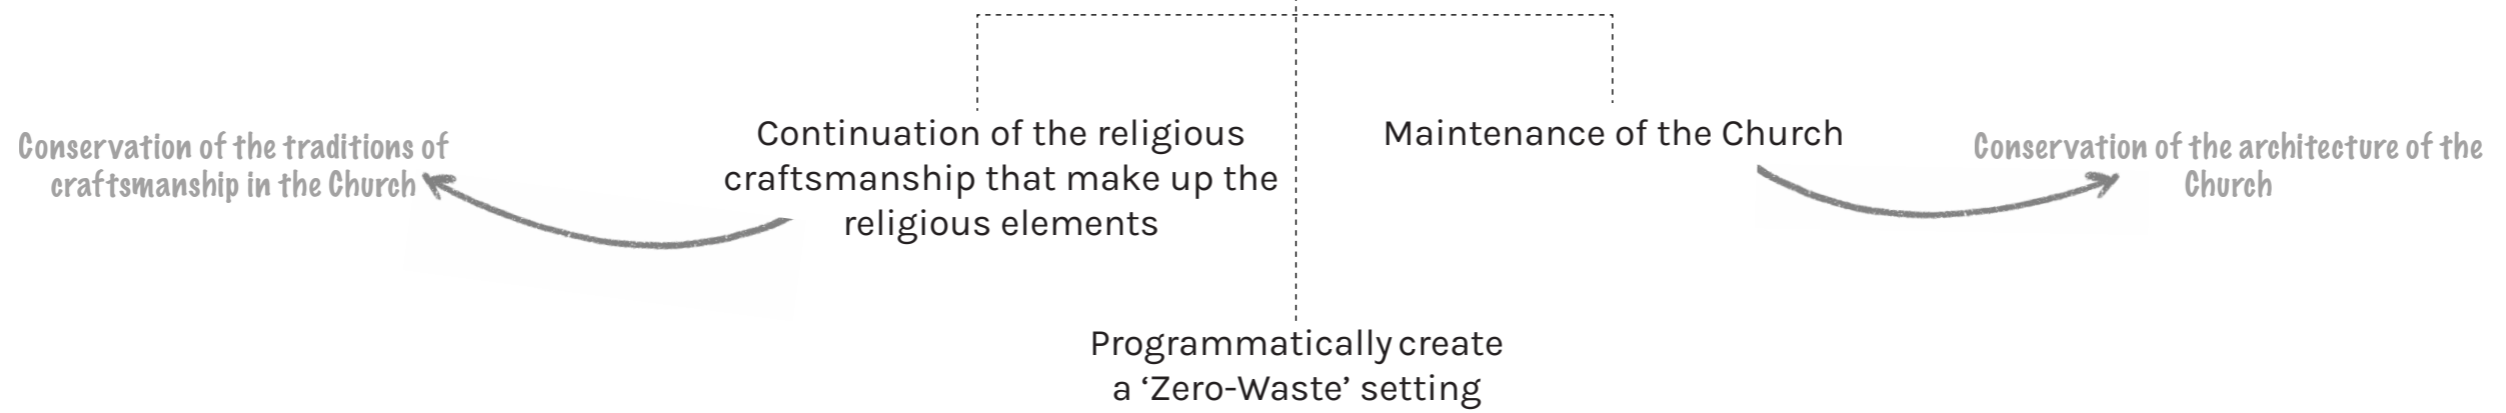 Conservation of the traditions of
craftsmanship in the Church
Continuation of the religious
craftsmanship that make up the
religious elements
Maintenance of the Church
Conservation of the architecture of the
Church
Programmatically create
a ‘Zero-Waste’ setting